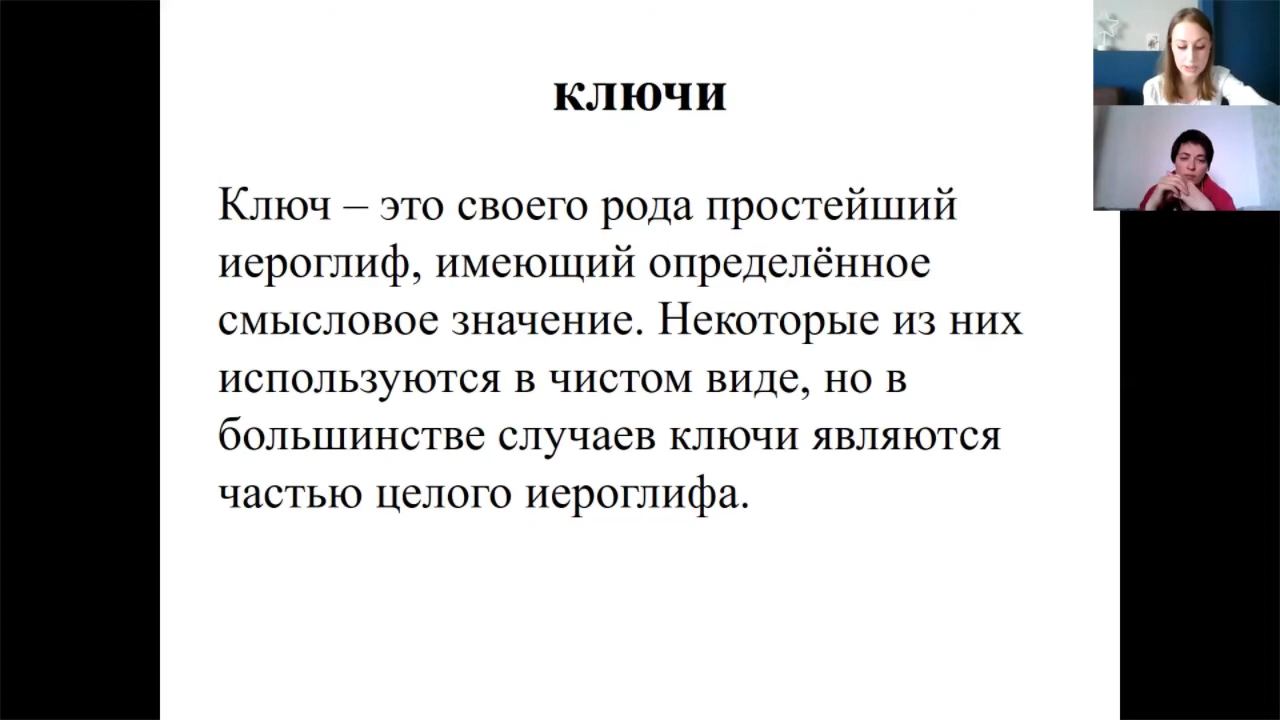 ключи
Ключ – это своего рода простейший
иероглиф, имеющий определённое
смысловое значение. Некоторые из них
используются в чистом виде, но в
большинстве случаев ключи являются
частью целого иероглифа.